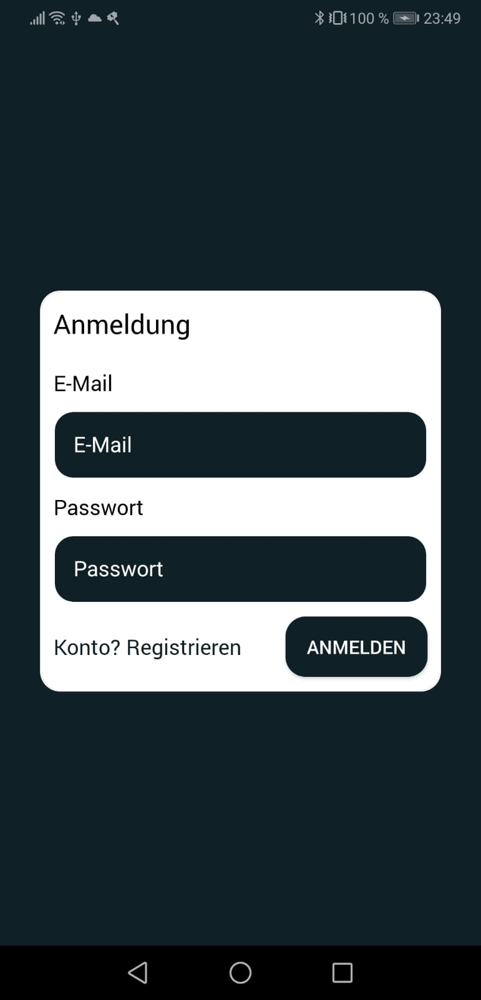 100 % 23:49
Anmeldung
E-Mail
E-Mail
Passwort
Passwort
Konto? Registrieren ANMELDEN